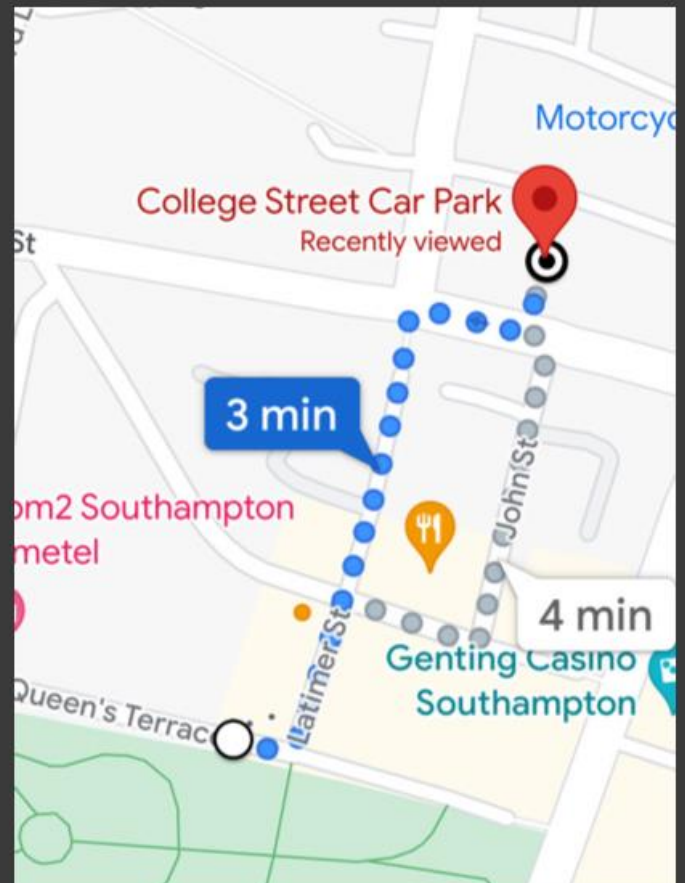 Motorcyc
College Street Car Park
Recently viewed
St
3 min
John St
om2 Southampton
metel
4 min
Genting Casino
Southampton
Latimer St
Queen's Terrac